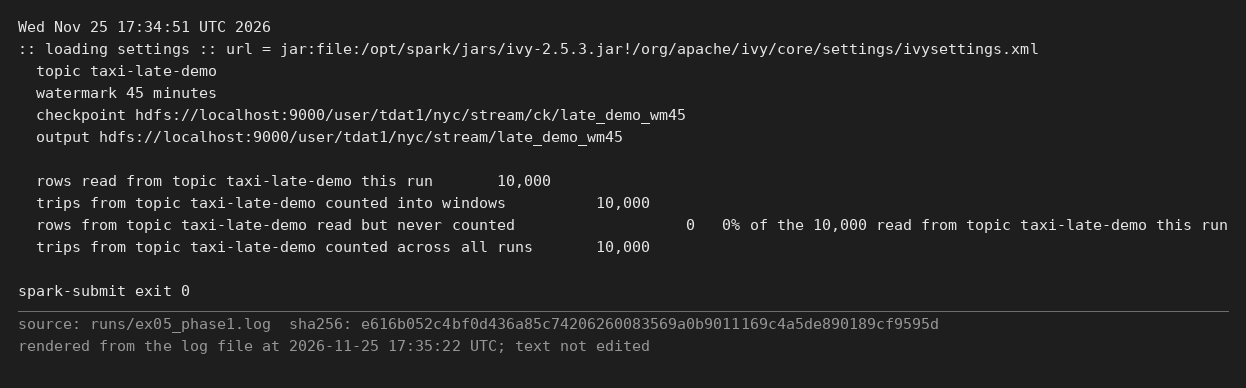 Wed Nov 25 17:34:51 UTC 2026
:: loading settings :: url = jar:file:/opt/spark/jars/ivy-2.5.3.jar!/org/apache/ivy/core/settings/ivysettings.xml
  topic taxi-late-demo
  watermark 45 minutes
  checkpoint hdfs://localhost:9000/user/tdat1/nyc/stream/ck/late_demo_wm45
  output hdfs://localhost:9000/user/tdat1/nyc/stream/late_demo_wm45

  rows read from topic taxi-late-demo this run       10,000
  trips from topic taxi-late-demo counted into windows          10,000
  rows from topic taxi-late-demo read but never counted                   0   0% of the 10,000 read from topic taxi-late-demo this run
  trips from topic taxi-late-demo counted across all runs       10,000

spark-submit exit 0
source: runs/ex05_phase1.log  sha256: e616b052c4bf0d436a85c74206260083569a0b9011169c4a5de890189cf9595d
rendered from the log file at 2026-11-25 17:35:22 UTC; text not edited